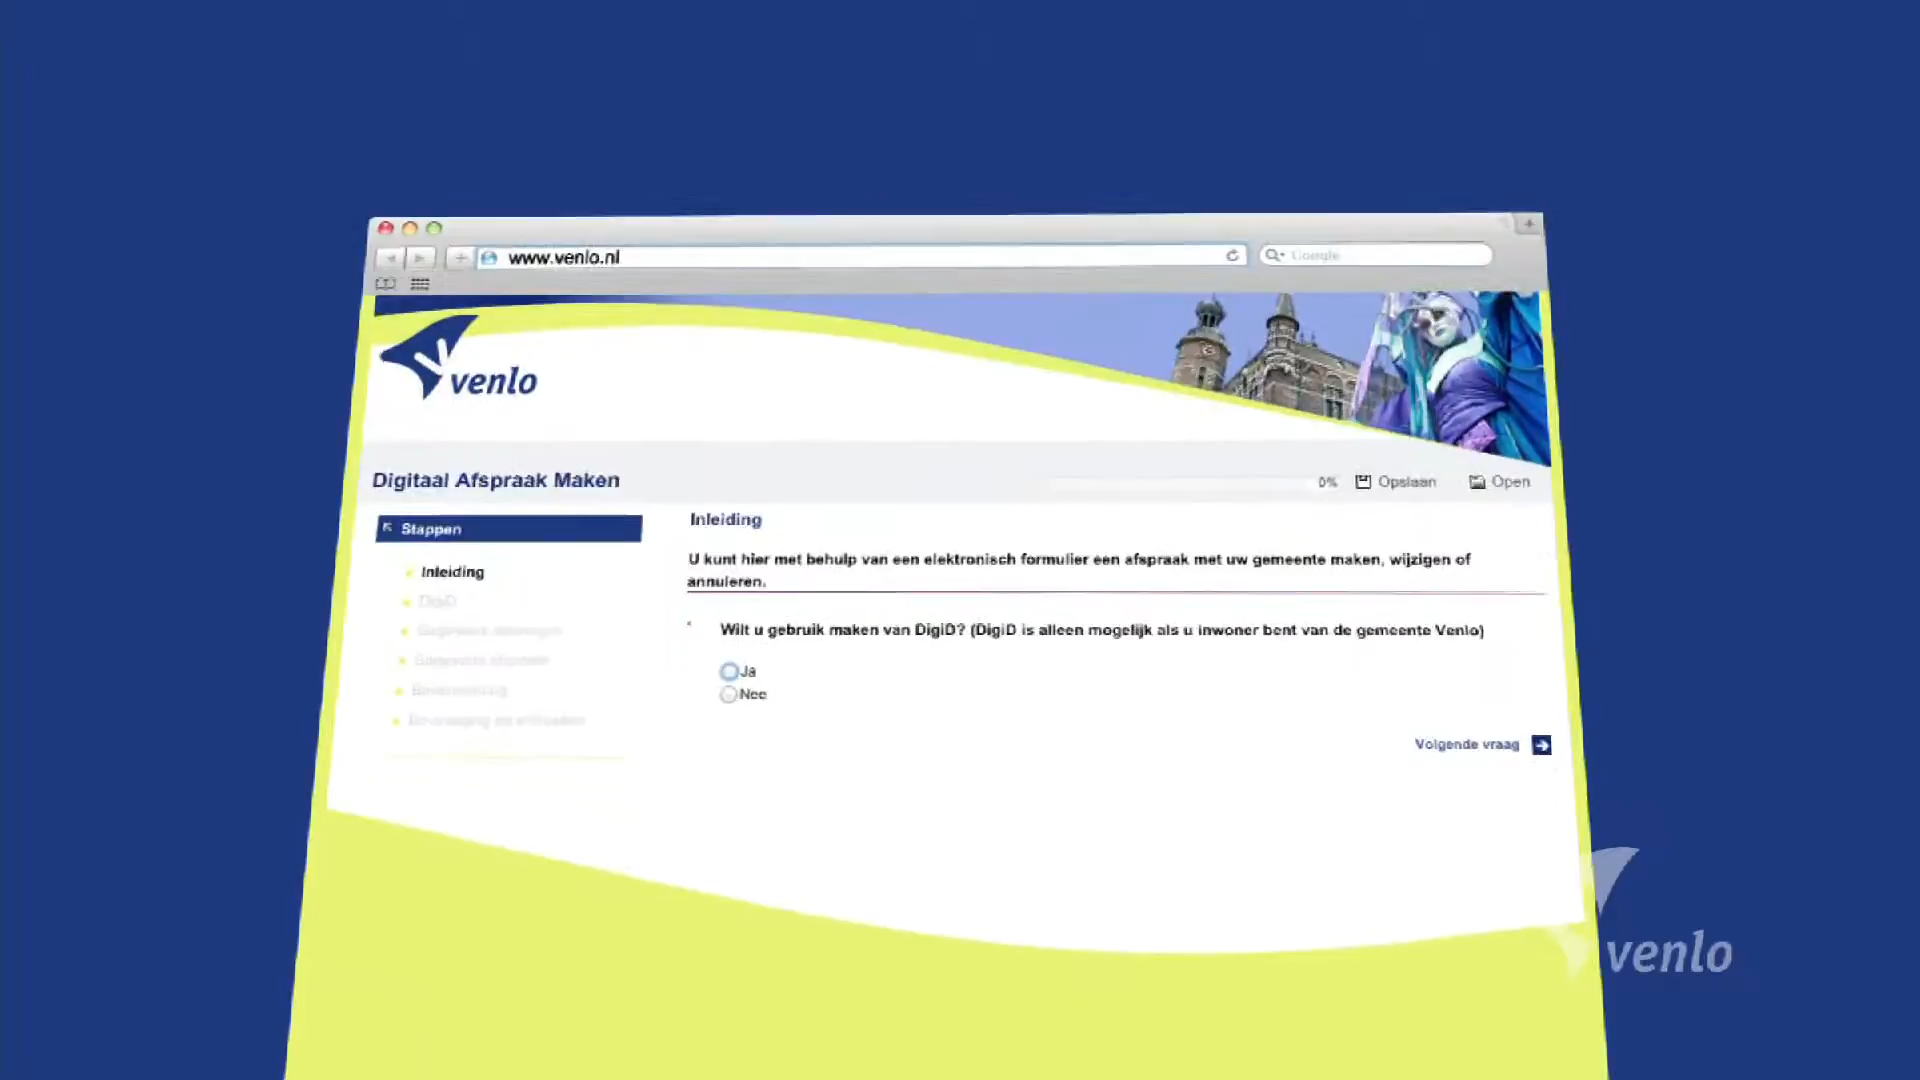 www.venlo.nl
Google
venlo
Digitaal Afspraak Maken
0%
Opslaan
Open
Stappen
Inleiding
DigiD
Inleiding
U kunt hier met behulp van een elektronisch formulier een afspraak met uw gemeente maken, wijzigen of
annuleren.
* Wilt u gebruik maken van DigiD? (DigiD is alleen mogelijk als u inwoner bent van de gemeente Venlo)
Ja
Nee
Volgende vraag
venlo